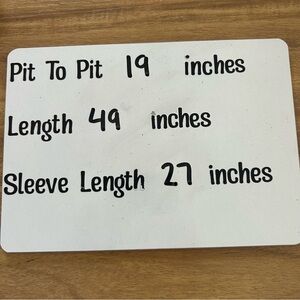 Pit To Pit 19 inches
Length 49 inches
Sleeve Length 27 inches